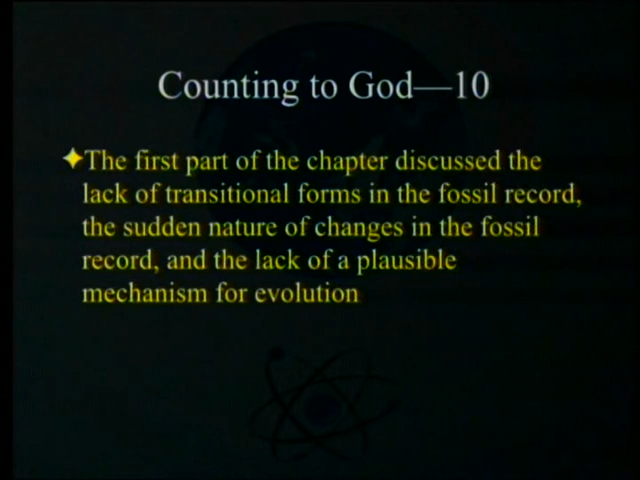 Counting to God—10
The first part of the chapter discussed the
lack of transitional forms in the fossil record,
the sudden nature of changes in the fossil
record, and the lack of a plausible
mechanism for evolution